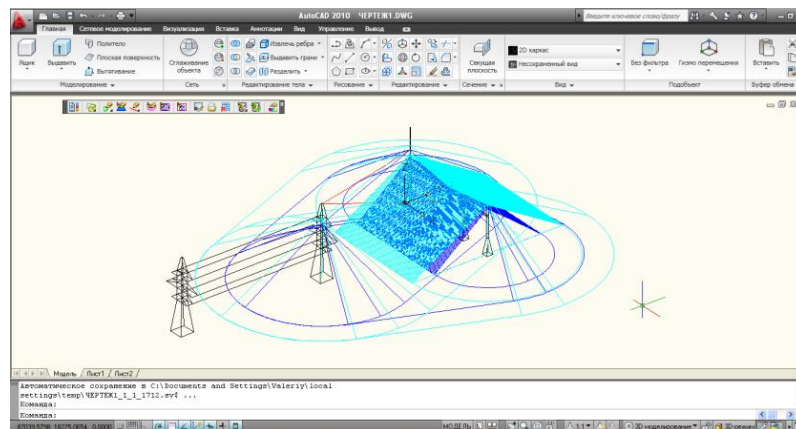 AutoCAD 2010 ЧЕРТЕЖ1.DWG
Введите ключевое слово/фразу
Главная Сетевое моделирование Визуализация Вставка Аннотации Вид Управление Вывод
Ящик Выдавить
Политело
Плоская поверхность
Вытягивание
Сглаживание объекта
Извлечь ребра
Выдавить грани
Разделить
Секущая плоскость
2D каркас
Несохраненный вид
Без фильтра Гизмо перемещения
Вставить
Моделирование Сеть Редактирование тела Рисование Редактирование Сечение Вид Подобъект Буфер обмена
Модель Лист1 Лист2
Автоматическое сохранение в C:\Documents and Settings\Valeriy\local
settings\temp\ЧЕРТЕЖ1_1_1_1712.sv$ ...
Команда:
Команда:
МОДЕЛЬ 1:1 3D моделирование